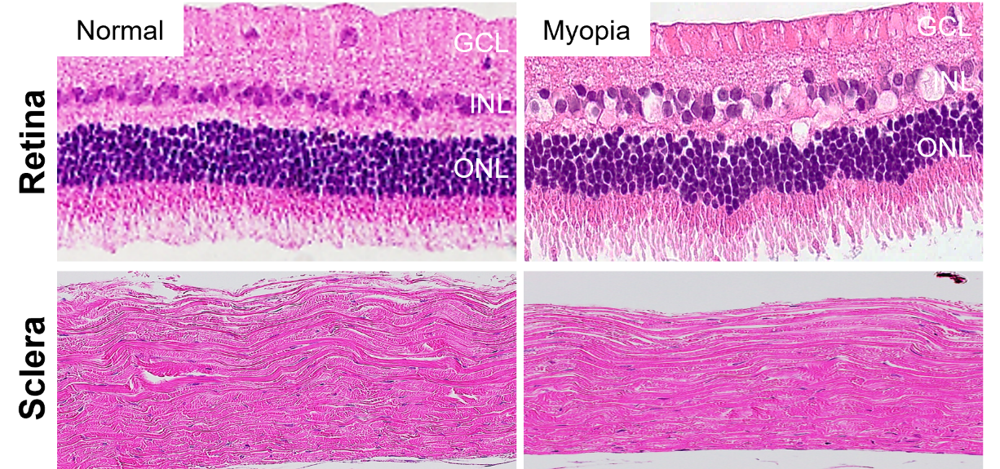 Normal
Myopia
Retina
GCL
INL
ONL
GCL
INL
ONL
Sclera